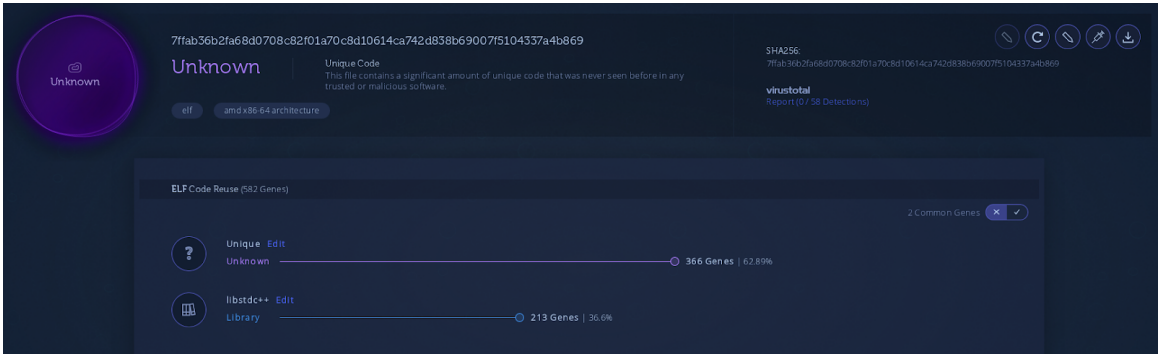 7ffab36b2fa68d0708c82f01a70c8d10614ca742d838b69007f5104337a4b869
Unknown
Unknown
Unique Code
This file contains a significant amount of unique code that was never seen before in any
trusted or malicious software.
elf
amd x86-64 architecture
SHA256:
7ffab36b2fa68d0708c82f01a70c8d10614ca742d838b69007f5104337a4b869
virustotal
Report (0 / 58 Detections)
ELF Code Reuse (582 Genes)
2 Common Genes
Unique Edit
Unknown 366 Genes | 62.89%
libstdc++ Edit
Library 213 Genes | 36.6%